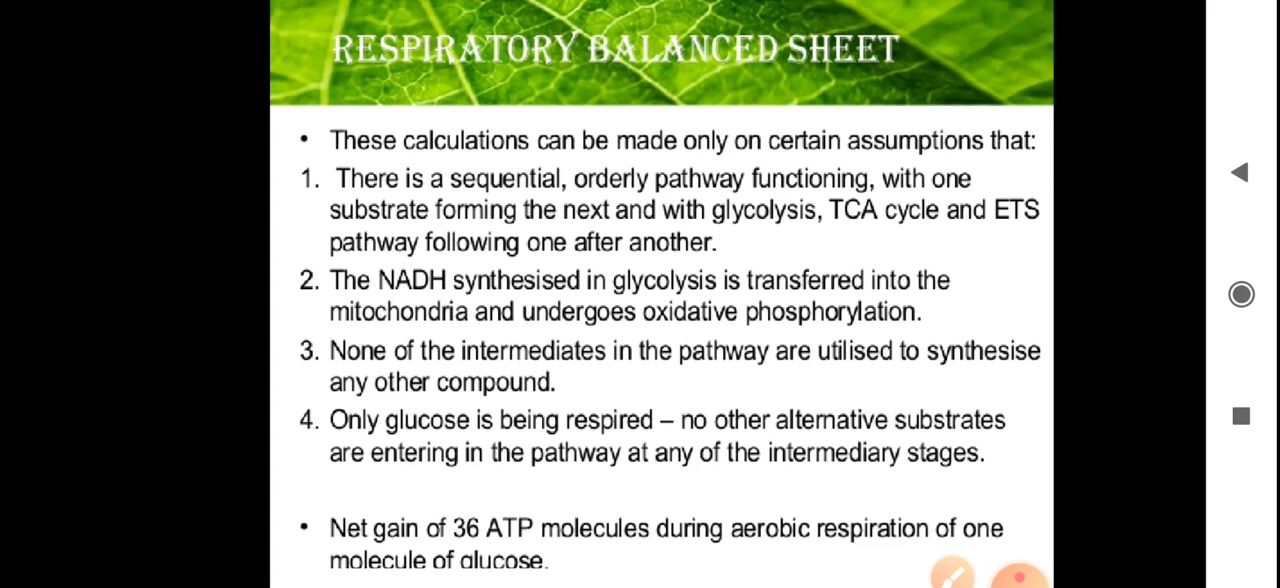 RESPIRATORY BALANCED SHEET
• These calculations can be made only on certain assumptions that:
1. There is a sequential, orderly pathway functioning, with one
substrate forming the next and with glycolysis, TCA cycle and ETS
pathway following one after another.
2. The NADH synthesised in glycolysis is transferred into the
mitochondria and undergoes oxidative phosphorylation.
3. None of the intermediates in the pathway are utilised to synthesise
any other compound.
4. Only glucose is being respired – no other alternative substrates
are entering in the pathway at any of the intermediary stages.
• Net gain of 36 ATP molecules during aerobic respiration of one
molecule of glucose.